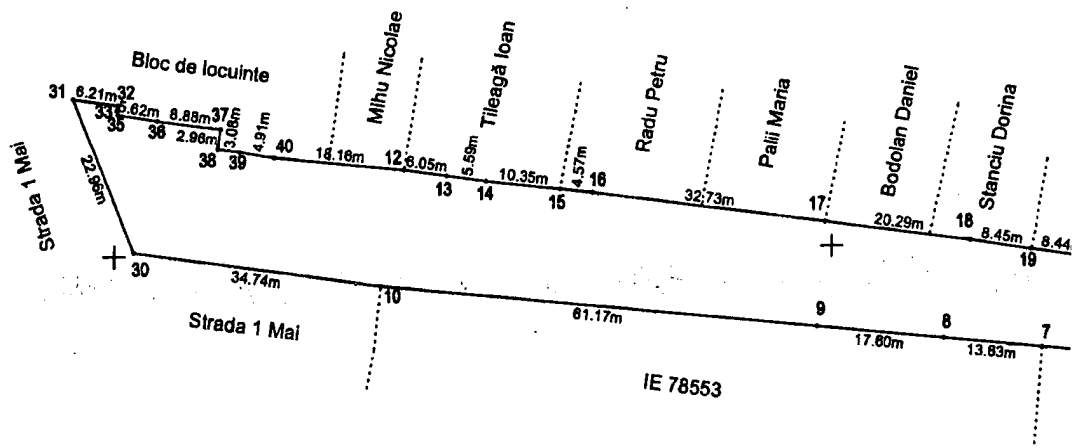 Bloc de locuinte
Mihu Nicolae
Tileagă Ioan
Radu Petru
Palii Maria
Bodolan Daniel
Stanciu Dorina
31
6.21m
32
33
35
5.62m
36
8.88m
37
3.08m
2.96m
38
39
4.91m
40
18.16m
12
6.05m
13
5.59m
14
10.35m
15
4.57m
16
32.73m
17
20.29m
18
8.45m
19
8.44
Strada 1 Mai
22.96m
30
34.74m
10
61.17m
9
17.60m
8
13.63m
7
Strada 1 Mai
IE 78553